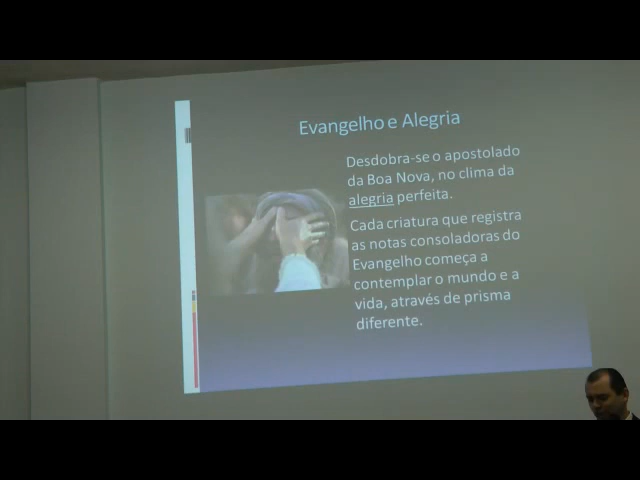 Evangelho e Alegria
Desdobra-se o apostolado
da Boa Nova, no clima da
alegria perfeita.
Cada criatura que registra
as notas consoladoras do
Evangelho começa a
contemplar o mundo e a
vida, através de prisma
diferente.